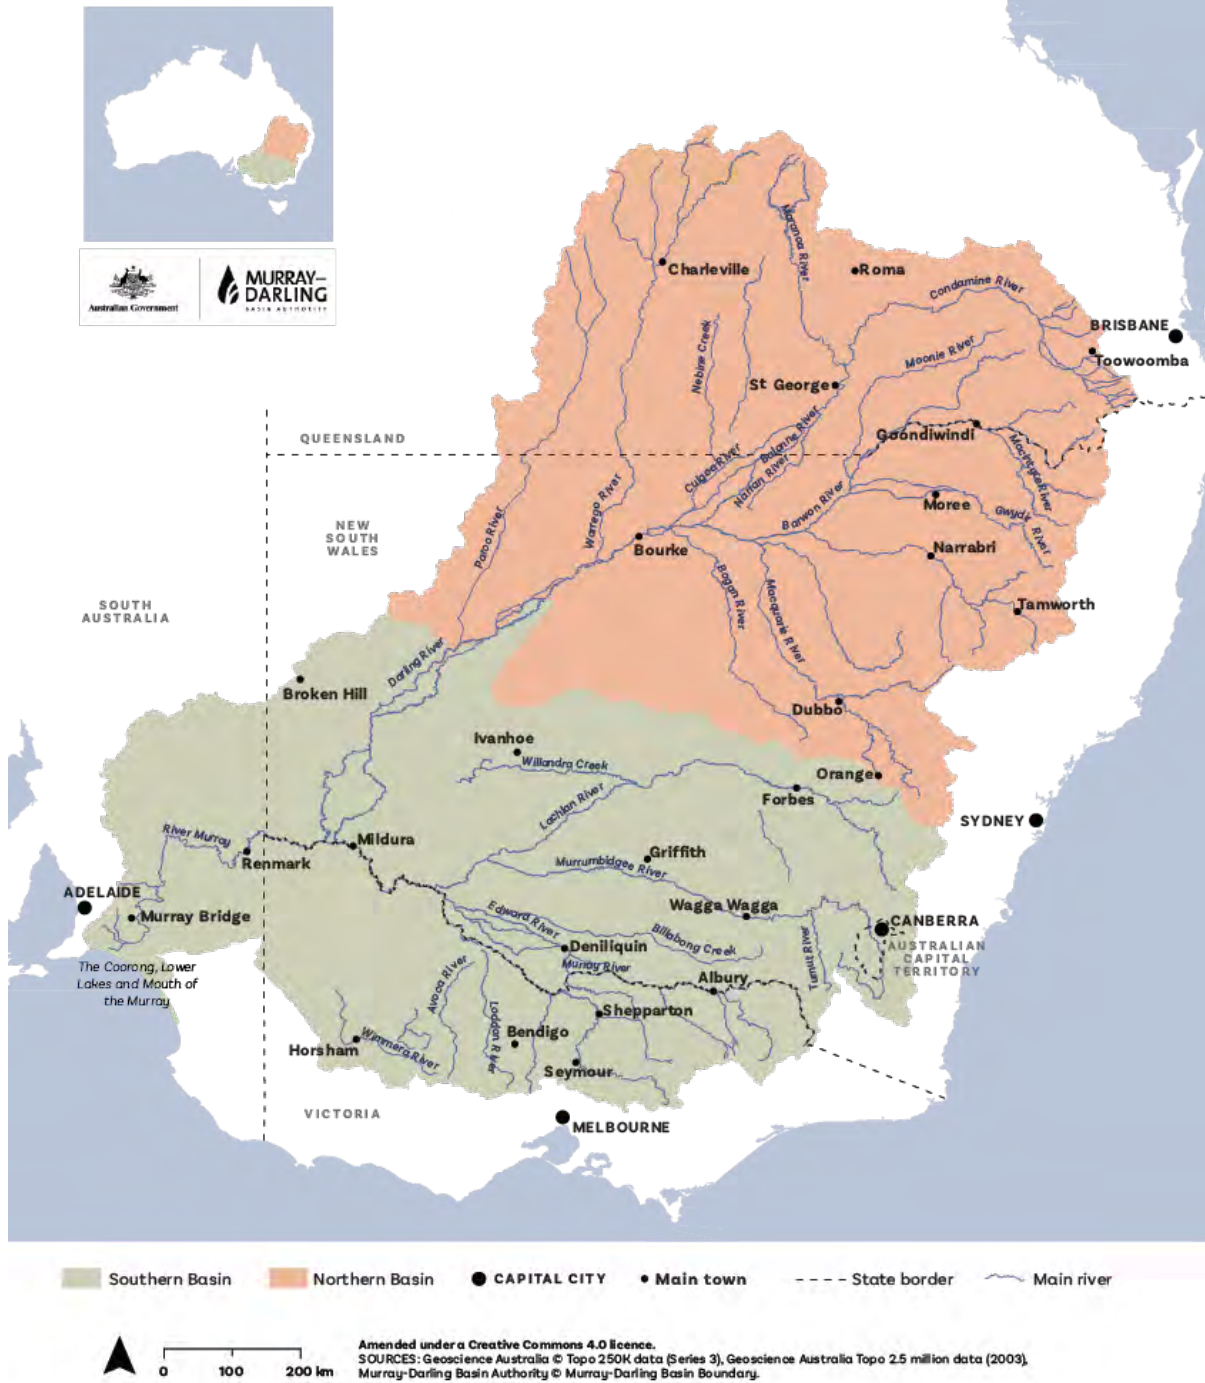 Australian Government
MURRAY–
DARLING
BASIN AUTHORITY
Charleville
Maranoa River
Roma
Condamine River
BRISBANE
Toowoomba
Nebine Creek
Moonie River
St George
QUEENSLAND
Goondiwindi
Culgoa River
Balonne River
Narran River
Macintyre River
NEW
SOUTH
WALES
Paroo River
Warrego River
Barwon River
Moree
Gwydir River
Bourke
Narrabri
SOUTH
AUSTRALIA
Bogan River
Macquarie River
Tamworth
Darling River
Broken Hill
Dubbo
Ivanhoe
Willandra Creek
Orange
Forbes
Lachlan River
SYDNEY
River Murray
Mildura
Renmark
Griffith
Murrumbidgee River
ADELAIDE
Murray Bridge
Wagga Wagga
Edward River
CANBERRA
Billabong Creek
Deniliquin
AUSTRALIAN
CAPITAL
TERRITORY
Tumut River
The Coorong, Lower
Lakes and Mouth of
the Murray
Murray River
Albury
Avoca River
Loddon River
Shepparton
Bendigo
Horsham
Wimmera River
Seymour
VICTORIA
MELBOURNE
Southern Basin
Northern Basin
CAPITAL CITY
Main town
State border
Main river
0 100 200 km
Amended under a Creative Commons 4.0 licence.
SOURCES: Geoscience Australia © Topo 250K data (Series 3), Geoscience Australia Topo 2.5 million data (2003),
Murray-Darling Basin Authority © Murray-Darling Basin Boundary.